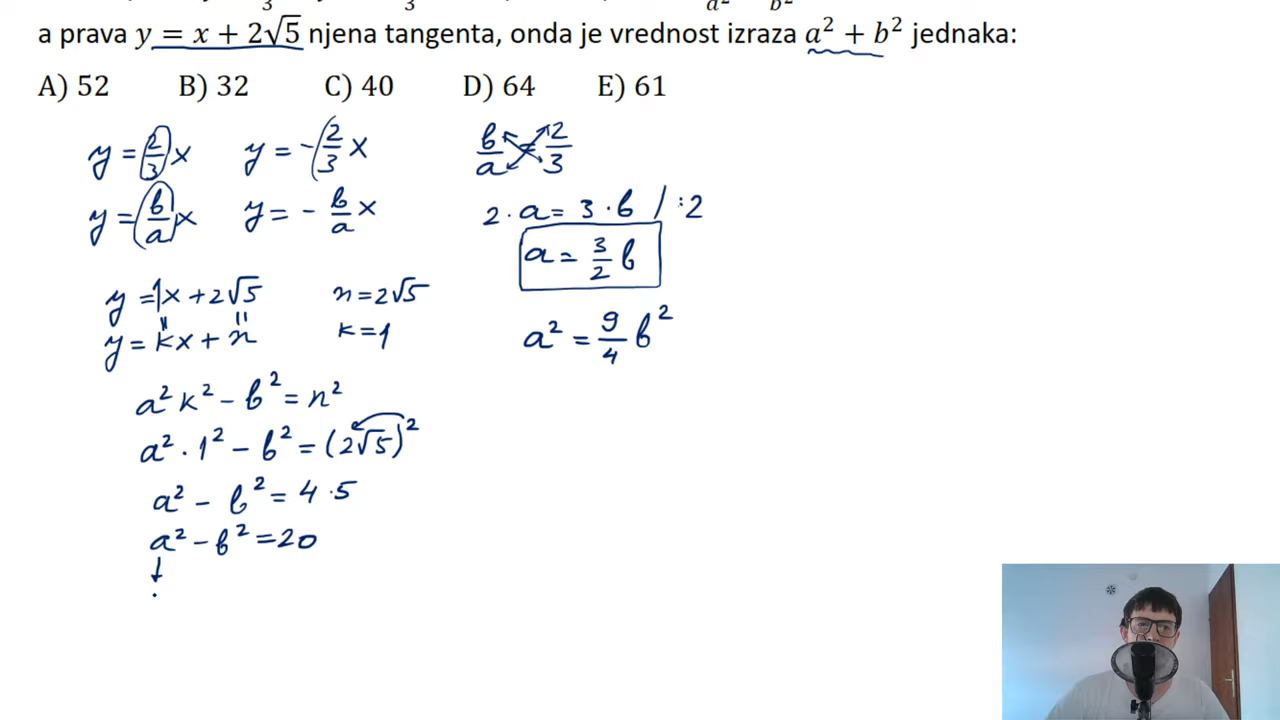 a prava y = x + 2√5 njena tangenta, onda je vrednost izraza a² + b² jednaka:
A) 52 B) 32 C) 40 D) 64 E) 61
y = 2/3 x y = -2/3 x b/a = 2/3
y = b/a x y = - b/a x 2 · a = 3 · b / :2
a = 3/2 b
y = 1x + 2√5 n = 2√5
y = kx + n k = 1
a² = 9/4 b²
a² k² - b² = n²
a² · 1² - b² = (2√5)²
a² - b² = 4 · 5
a² - b² = 20